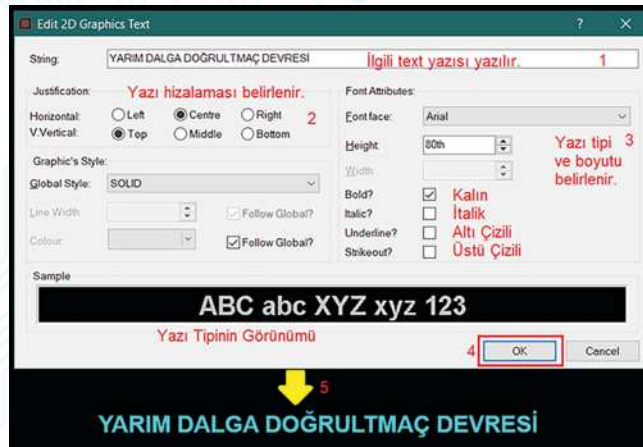 Edit 2D Graphics Text ? X
String: YARIM DALGA DOĞRULTMAÇ DEVRESİ İlgili text yazısı yazılır. 1
Justification: Yazı hizalaması belirlenir. Font Attributes:
Horizontal: Left Centre Right 2 Font face: Arial
V.Vertical: Top Middle Bottom Height: 80th Yazı tipi 3
Graphic's Style: Width: ve boyutu
Global Style: SOLID belirlenir.
Bold? Kalın
Line Width: Follow Global? Italic? İtalik
Underline? Altı Çizili
Colour: Follow Global? Strikeout? Üstü Çizili
Sample
ABC abc XYZ xyz 123
Yazı Tipinin Görünümü 4 OK Cancel
5
YARIM DALGA DOĞRULTMAÇ DEVRESİ